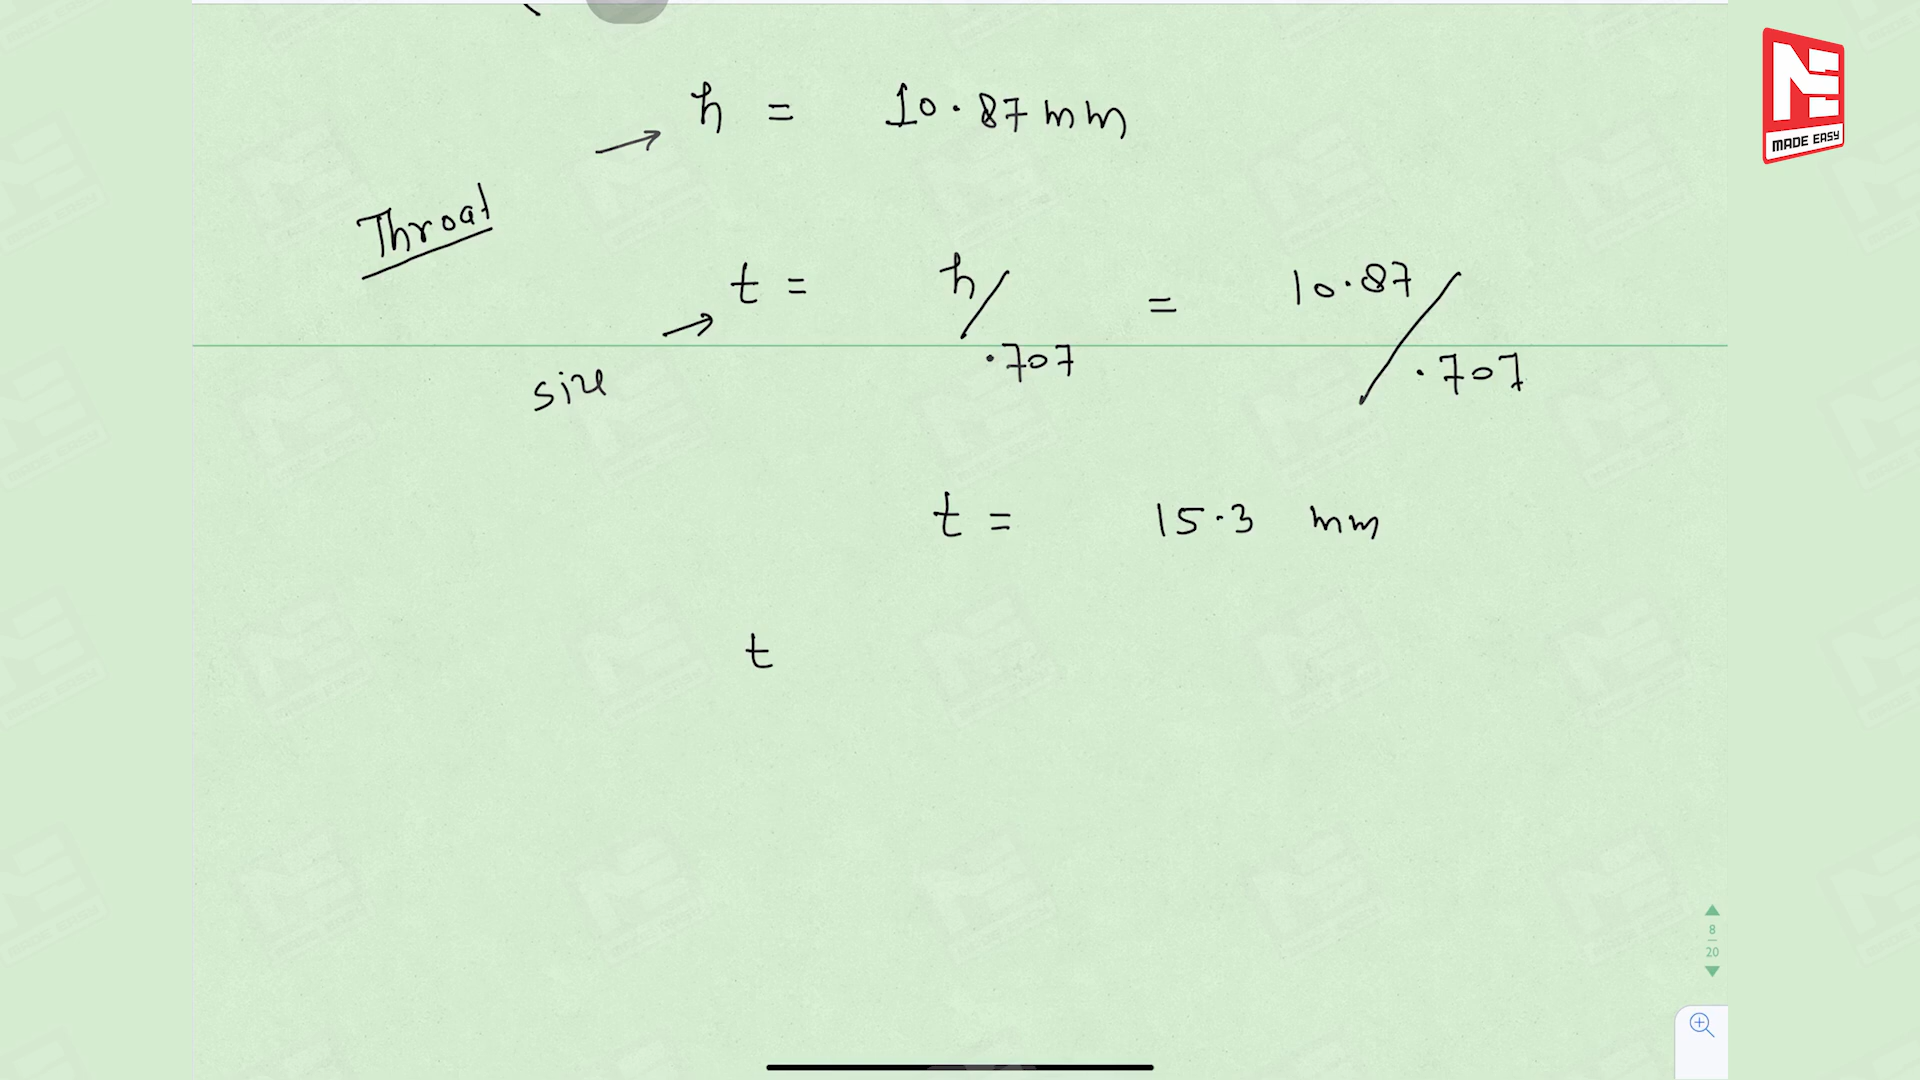 h = 10.87 mm
MADE EASY
Throat
t = h/.707 = 10.87/.707
size
t = 15.3 mm
t
8
20